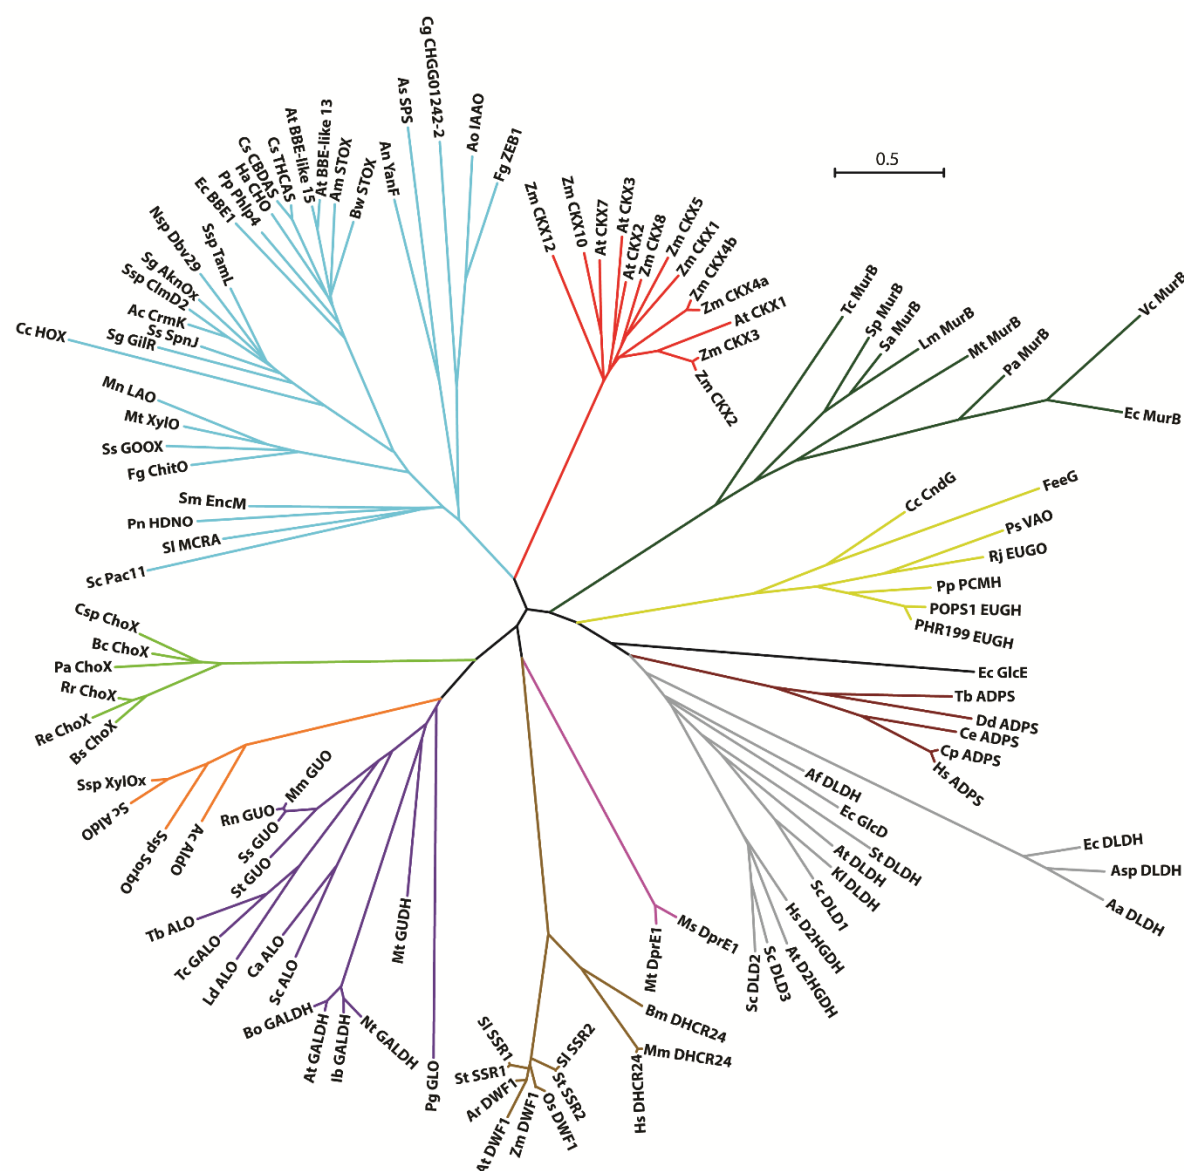 Cg CHGG01242-2
As SPS
Ao IAAO
Fg ZEB1
An YanF
At BBE-like 13
At BBE-like 15
Am STOX
Bw STOX
Cs THCAS
Cs CBDAS
Ha CHO
Pp Phlp4
Ec BBE1
Ssp TamL
Nsp Dbv29
Sg AknOx
Ssp ClmD2
Ac CrmK
Ss SpnJ
Sg GilR
Cc HOX
Mn LAO
Mt XylO
Ss GOOX
Fg ChitO
Sm EncM
Pn HDNO
Sl MCRA
Sc Pac11
0.5
Zm CKX12
Zm CKX10
At CKX7
At CKX3
At CKX2
Zm CKX8
Zm CKX5
Zm CKX1
Zm CKX4b
Zm CKX4a
At CKX1
Zm CKX3
Zm CKX2
Tc MurB
Sp MurB
Sa MurB
Lm MurB
Mt MurB
Pa MurB
Vc MurB
Ec MurB
Cc CndG
FeeG
Ps VAO
Rj EUGO
Pp PCMH
POPS1 EUGH
PHR199 EUGH
Ec GlcE
Tb ADPS
Dd ADPS
Ce ADPS
Cp ADPS
Hs ADPS
Ec DLDH
Asp DLDH
Aa DLDH
Af DLDH
Ec GlcD
St DLDH
At DLDH
Kl DLDH
Sc DLD1
Hs D2HGDH
At D2HGDH
Sc DLD3
Sc DLD2
Ms DprE1
Mt DprE1
Bm DHCR24
Mm DHCR24
Hs DHCR24
Sl SSR2
St SSR2
Os DWF1
Zm DWF1
At DWF1
Ar DWF1
St SSR1
Sl SSR1
Pg GLO
Mt GUDH
Nt GALDH
Ib GALDH
At GALDH
Bo GALDH
Sc ALO
Ca ALO
Ld ALO
Tc GALO
Tb ALO
St GUO
Ss GUO
Rn GUO
Mm GUO
Ac AldO
Ssp SorbO
Sc AldO
Ssp XylOx
Bs ChoX
Re ChoX
Rr ChoX
Pa ChoX
Bc ChoX
Csp ChoX